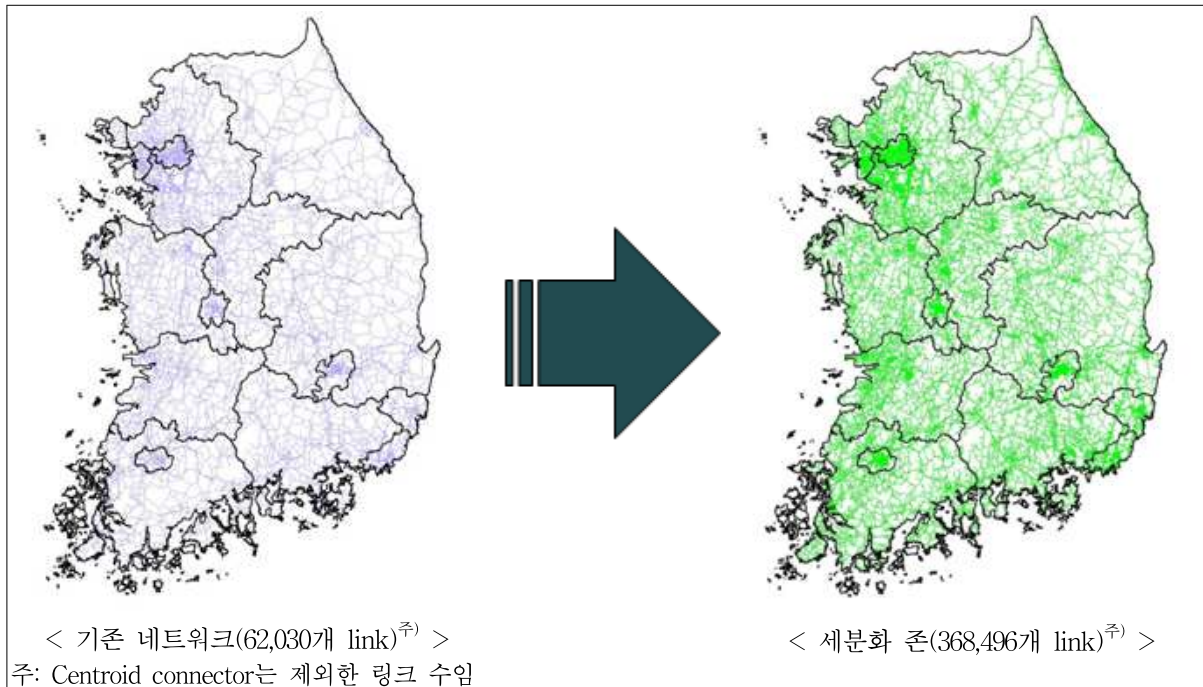 < 기존 네트워크(62,030개 link)주) >
< 세분화 존(368,496개 link)주) >
주: Centroid connector는 제외한 링크 수임